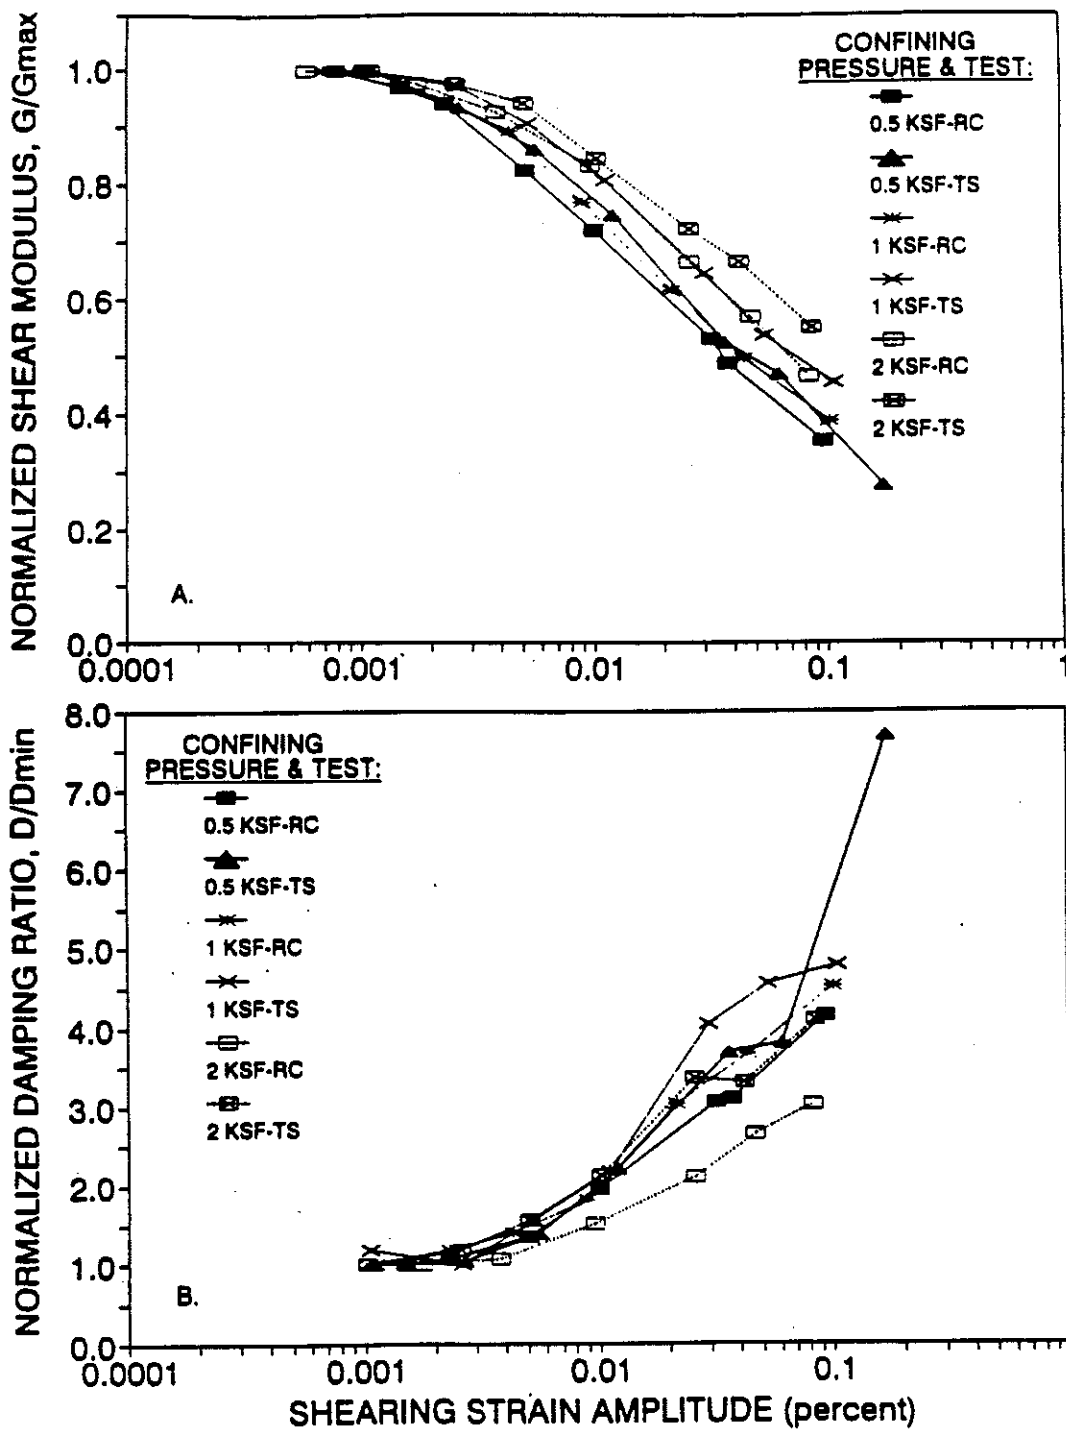 NORMALIZED SHEAR MODULUS, G/Gmax
1.0
0.8
0.6
0.4
0.2
0.0
CONFINING
PRESSURE & TEST:
0.5 KSF-RC
0.5 KSF-TS
1 KSF-RC
1 KSF-TS
2 KSF-RC
2 KSF-TS
A.
0.0001
0.001
0.01
0.1
1
NORMALIZED DAMPING RATIO, D/Dmin
8.0
7.0
6.0
5.0
4.0
3.0
2.0
1.0
0.0
CONFINING
PRESSURE & TEST:
0.5 KSF-RC
0.5 KSF-TS
1 KSF-RC
1 KSF-TS
2 KSF-RC
2 KSF-TS
B.
0.0001
0.001
0.01
0.1
SHEARING STRAIN AMPLITUDE (percent)